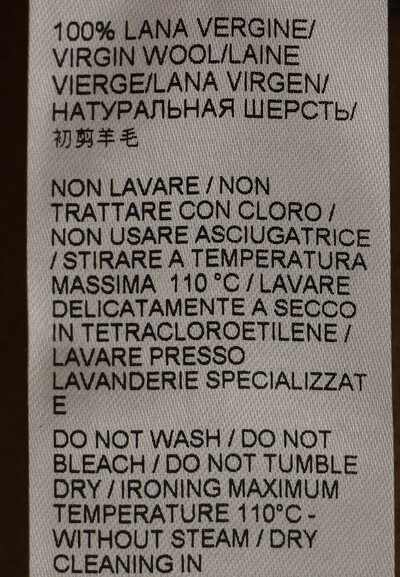 100% LANA VERGINE/
VIRGIN WOOL/LAINE
VIERGE/LANA VIRGEN/
НАТУРАЛЬНАЯ ШЕРСТЬ/
初剪羊毛
NON LAVARE / NON
TRATTARE CON CLORO /
NON USARE ASCIUGATRICE
/ STIRARE A TEMPERATURA
MASSIMA 110 °C / LAVARE
DELICATAMENTE A SECCO
IN TETRACLOROETILENE /
LAVARE PRESSO
LAVANDERIE SPECIALIZZAT
E
DO NOT WASH / DO NOT
BLEACH / DO NOT TUMBLE
DRY / IRONING MAXIMUM
TEMPERATURE 110°C -
WITHOUT STEAM / DRY
CLEANING IN